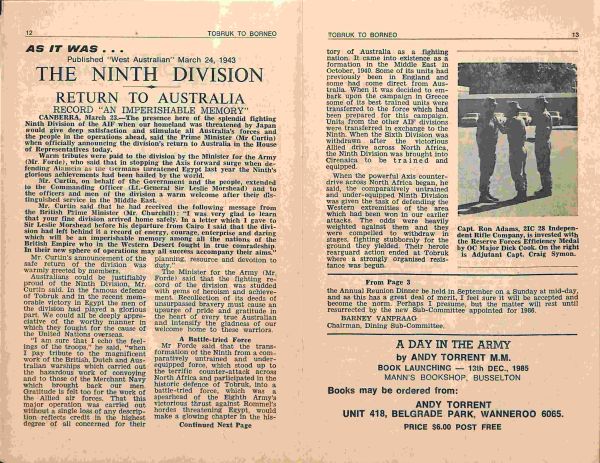 12
TOBRUK TO BORNEO
AS IT WAS . . .
Published "West Australian" March 24, 1943
THE NINTH DIVISION
RETURN TO AUSTRALIA
RECORD "AN IMPERISHABLE MEMORY"
CANBERRA, March 23.—The presence here of the splendid fighting
Ninth Division of the AIF when our homeland was threatened by Japan
would give deep satisfaction and stimulate all Australia's forces and
the people in the operations ahead, said the Prime Minister (Mr Curtin)
when officially announcing the division's return to Australia in the House
of Representatives today.
Warm tributes were paid to the division by the Minister for the Army
(Mr. Forde), who said that in stopping the Axis forward surge when de-
fending Alamein as the Germans threatened Egypt last year the Ninth's
glorious achievements had been hailed by the world.
Mr. Curtin, on behalf of the Government and the people, extended
to the Commanding Officer (Lt.-General Sir Leslie Morshead) and to
the officers and men of the division a warm welcome after their dis-
tinguished service in the Middle East.
Mr. Curtin said that he had received the following message from
the British Prime Minister (Mr. Churchill): "I was very glad to learn
that your fine division arrived home safely. In a letter which I gave to
Sir Leslie Morshead before his departure from Cairo I said that the divi-
sion had left behind it a record of energy, courage, enterprise and daring
which will be an imperishable memory among all the nations of the
British Empire who in the Western Desert fought in true comradeship.
In their new sphere of operations may all success accompany their aims."
Mr. Curtin's announcement of the
safe return of the division was
warmly greeted by members.
Australians could be justifiably
proud of the Ninth Division, Mr.
Curtin said. In the famous defence
of Tobruk and in the recent mem-
orable victory in Egypt the men of
the division had played a glorious
part. We could all be deeply appre-
ciative of the worthy manner in
which they fought for the cause of
the United Nations overseas.
"I am sure that I echo the feel-
ings of the troops," he said, "when
I pay tribute to the magnificent
work of the British, Dutch and Aus-
tralian warships which carried out
the hazardous work of convoying
and to those of the Merchant Navy
which brought back our men.
Gratitude is felt too for the work of
the Allied air forces. That this
major operation was carried out
without a single loss of any descrip-
tion reflects credit in the highest
degree of all concerned for their
planning, resource and devotion to
duty."
The Minister for the Army (Mr.
Forde) said that the fighting re-
cord of the division was studded
with gems of heroism and achieve-
ment. Recollection of its deeds of
unsurpassed bravery must cause an
upsurge of pride and gratitude in
the heart of every true Australian
and intensify the gladness of our
welcome home to these warriors.
A Battle-tried Force
Mr Forde said that the trans-
formation of the Ninth from a com-
paratively untrained and under-
equipped force, which stood up to
the terrific counter-attack across
North Africa and participated in the
historic defence of Tobruk, into a
battle-tried force, which was a
spearhead of the Eighth Army's
victorious thrust against Rommel's
hordes threatening Egypt, would
make a glowing chapter in the his-
Continued Next Page
TOBRUK TO BORNEO
13
tory of Australia as a fighting
nation. It came into existence as a
formation in the Middle East in
October, 1940. Some of its units had
previously been in England and
some had come direct from Aus-
tralia. When it was decided to em-
bark upon the campaign in Greece
some of its best trained units were
transferred to the force which had
been prepared for this campaign.
Units from the other AIF divisions
were transferred in exchange to the
Ninth. When the Sixth Division was
withdrawn after the victorious
Allied drive across North Africa,
the Ninth Division was brought into
Cirenaica to be trained and
equipped.
When the powerful Axis counter-
drive across North Africa began, he
said, the comparatively untrained
and under-equipped Ninth Division
was given the task of defending the
Western extremities of the area
which had been won in our earlier
attacks. The odds were heavily
weighted against them and they
were compelled to withdraw in
stages, fighting stubbornly for the
ground they yielded. Their heroic
rearguard action ended at Tobruk
where a strongly organised resis-
tance was begun.
Capt. Ron Adams, 2IC 28 Indepen-
dent Rifle Company, is invested with
the Reserve Forces Efficiency Medal
by OC Major Dick Cook. On the right
is Adjutant Capt. Craig Symon.
From Page 3
the Annual Reunion Dinner be held in September on a Sunday at mid-day,
and as this has a great deal of merit, I feel sure it will be accepted and
become the norm. Perhaps I presume, but the matter will rest until
resurrected by the new Sub-Committee appointed for 1986.
BARNEY VANPRAAG
Chairman, Dining Sub-Committee.
A DAY IN THE ARMY
by ANDY TORRENT M.M.
BOOK LAUNCHING — 13th DEC., 1985
MANN'S BOOKSHOP, BUSSELTON
Books may be ordered from:
ANDY TORRENT
UNIT 418, BELGRADE PARK, WANNEROO 6065.
PRICE $6.00 POST FREE